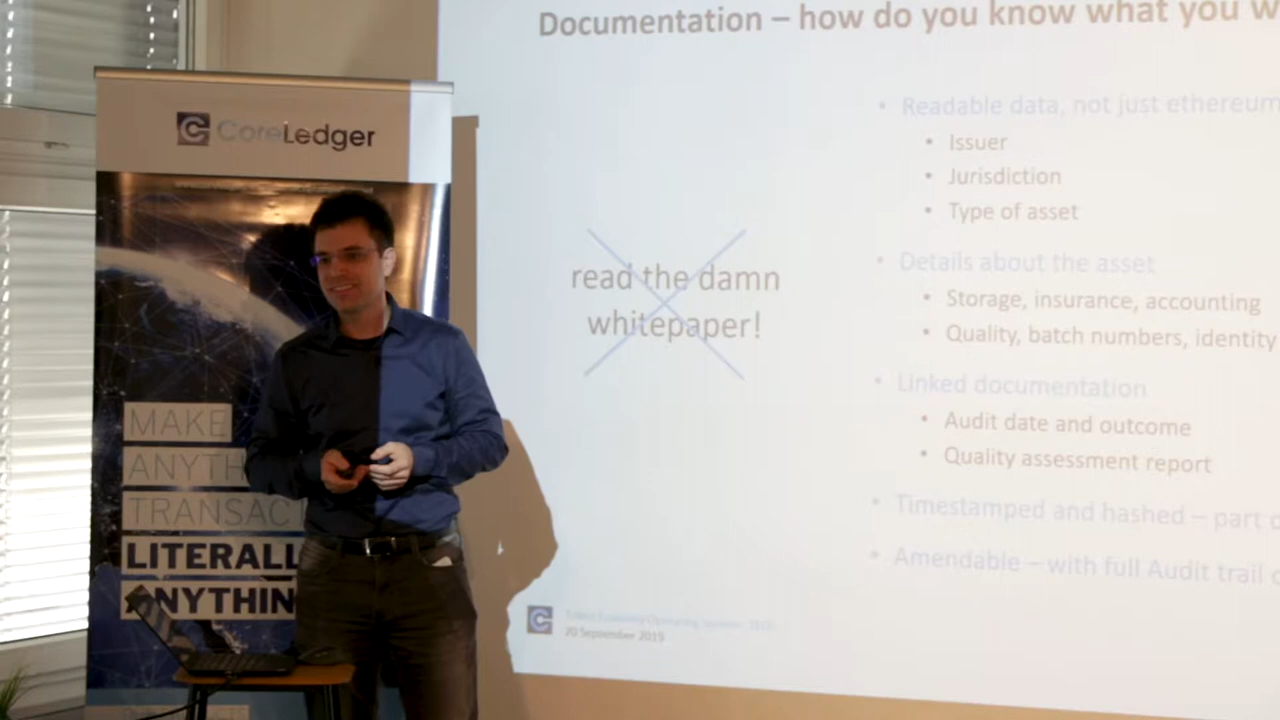 Documentation – how do you know what you w
CoreLedger
MAKE
ANYTH
TRANSAC
LITERALL
ANYTHIN
read the damn
whitepaper!
• Readable data, not just ethereum
• Issuer
• Jurisdiction
• Type of asset
• Details about the asset
• Storage, insurance, accounting
• Quality, batch numbers, identity
• Linked documentation
• Audit date and outcome
• Quality assessment report
• Timestamped and hashed – part
• Amendable – with full Audit trail
20 September 2019